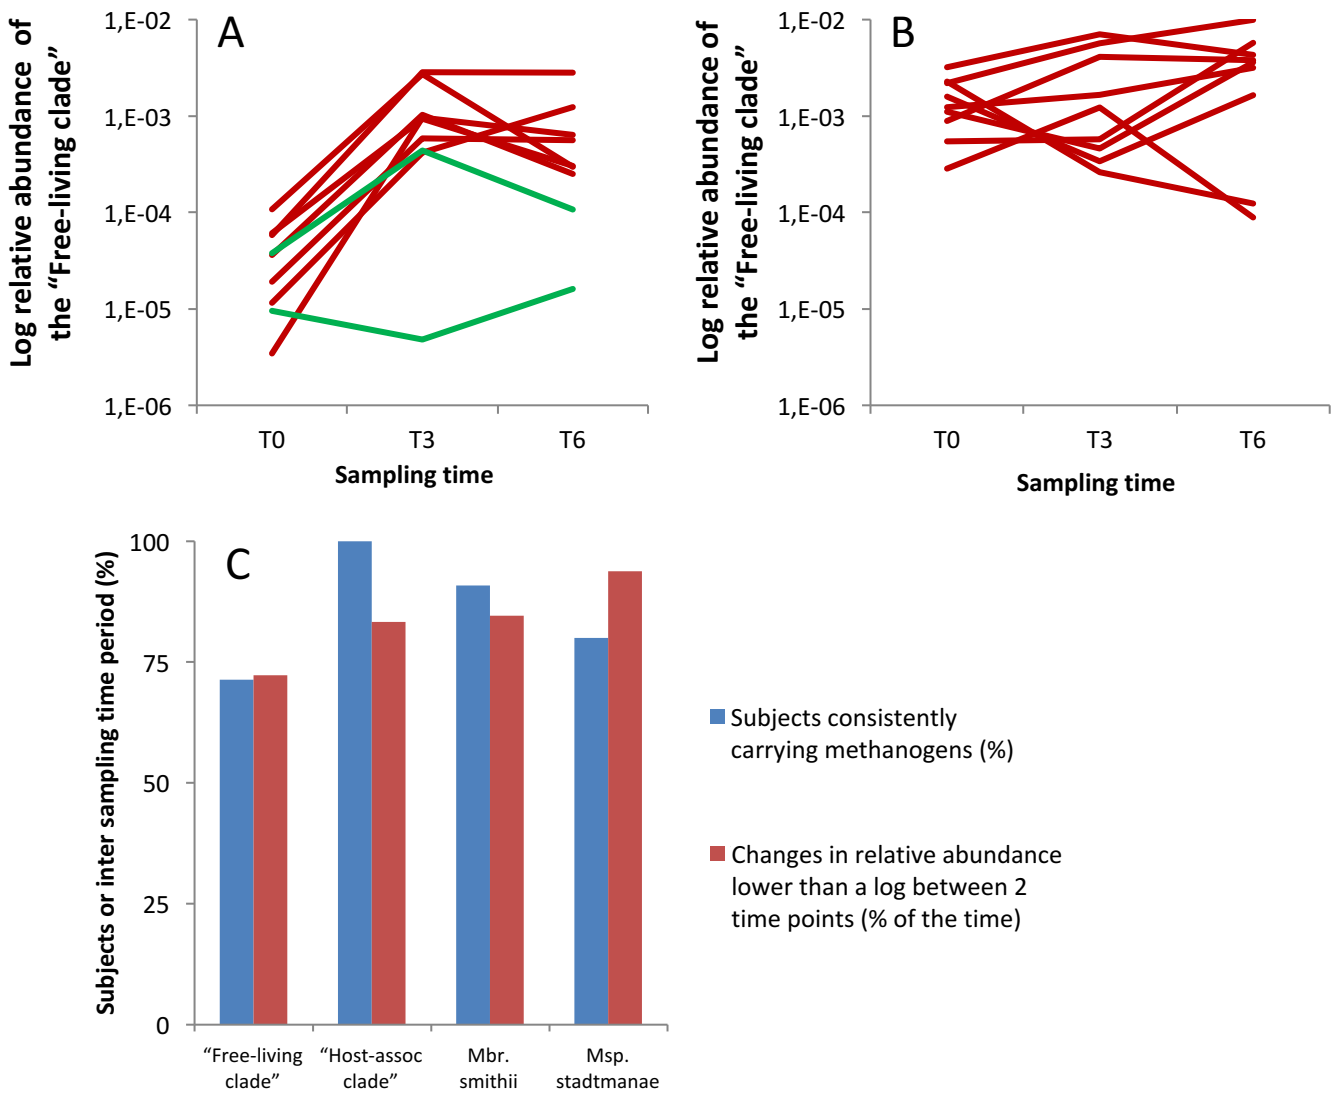 Log relative abundance of
the “Free-living clade”
A
1,E-02
1,E-03
1,E-04
1,E-05
1,E-06
T0
T3
T6
Sampling time
Log relative abundance of
the “Free-living clade”
B
1,E-02
1,E-03
1,E-04
1,E-05
1,E-06
T0
T3
T6
Sampling time
Subjects or inter sampling time period (%)
C
100
75
50
25
0
“Free-living
clade”
“Host-assoc
clade”
Mbr.
smithii
Msp.
stadtmanae
Subjects consistently
carrying methanogens (%)
Changes in relative abundance
lower than a log between 2
time points (% of the time)